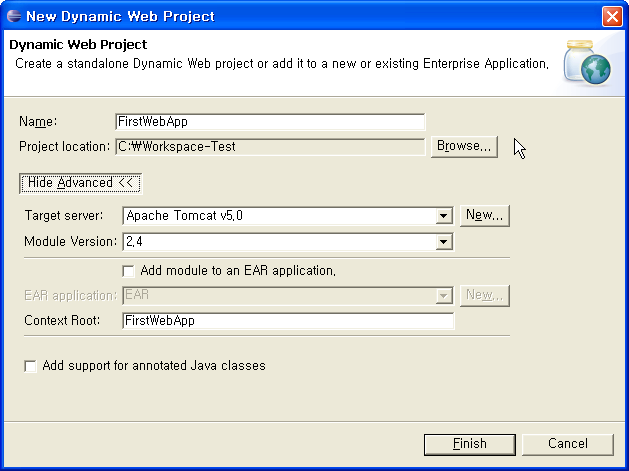 New Dynamic Web Project
Dynamic Web Project
Create a standalone Dynamic Web project or add it to a new or existing Enterprise Application.
Name: FirstWebApp
Project location: C:₩Workspace-Test Browse...
Hide Advanced <<
Target server: Apache Tomcat v5.0 New...
Module Version: 2.4
Add module to an EAR application.
EAR application: EAR New...
Context Root: FirstWebApp
Add support for annotated Java classes
Finish Cancel